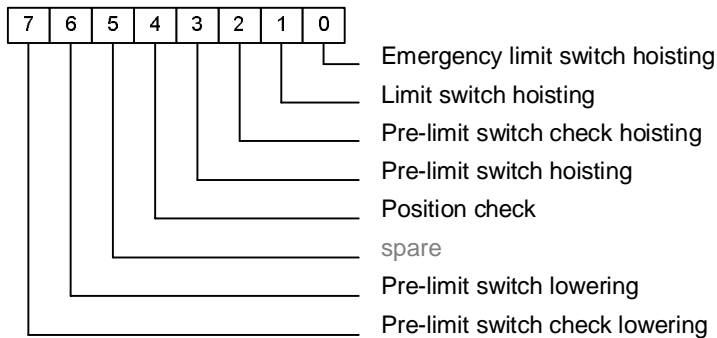 7 6 5 4 3 2 1 0
Emergency limit switch hoisting
Limit switch hoisting
Pre-limit switch check hoisting
Pre-limit switch hoisting
Position check
spare
Pre-limit switch lowering
Pre-limit switch check lowering